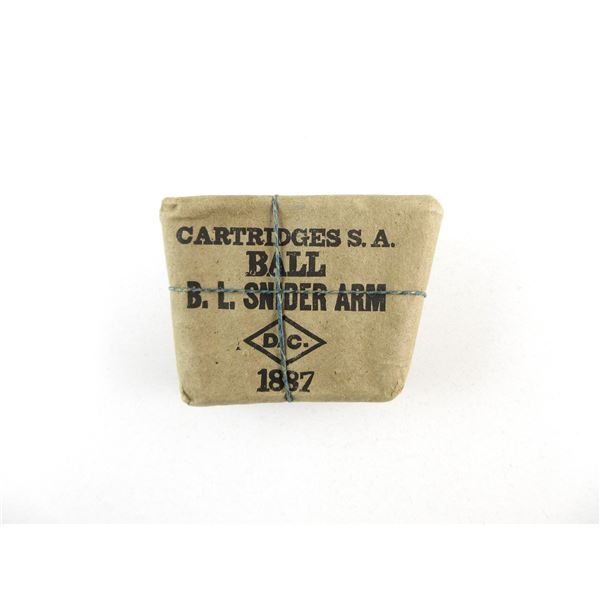 CARTRIDGES S. A.
BALL
B. L. SNIDER ARM
D.C.
1887